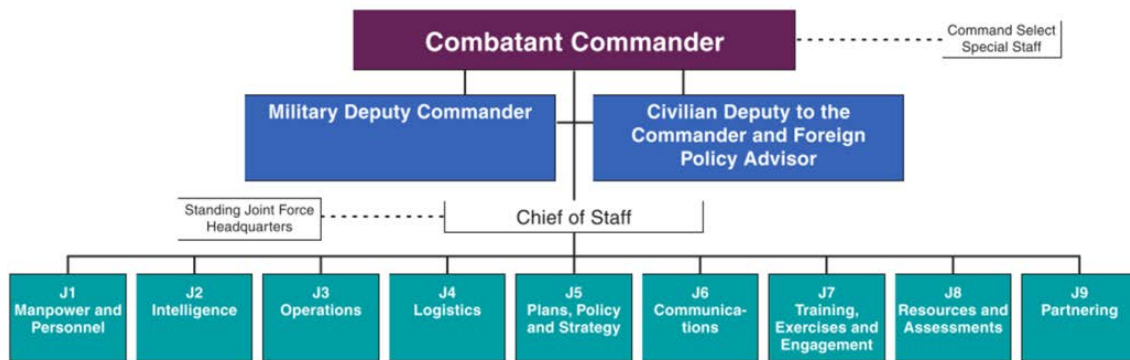 Combatant Commander
Command Select
Special Staff
Military Deputy Commander
Civilian Deputy to the
Commander and Foreign
Policy Advisor
Standing Joint Force
Headquarters
Chief of Staff
J1
Manpower and
Personnel
J2
Intelligence
J3
Operations
J4
Logistics
J5
Plans, Policy
and Strategy
J6
Communica-
tions
J7
Training,
Exercises and
Engagement
J8
Resources and
Assessments
J9
Partnering